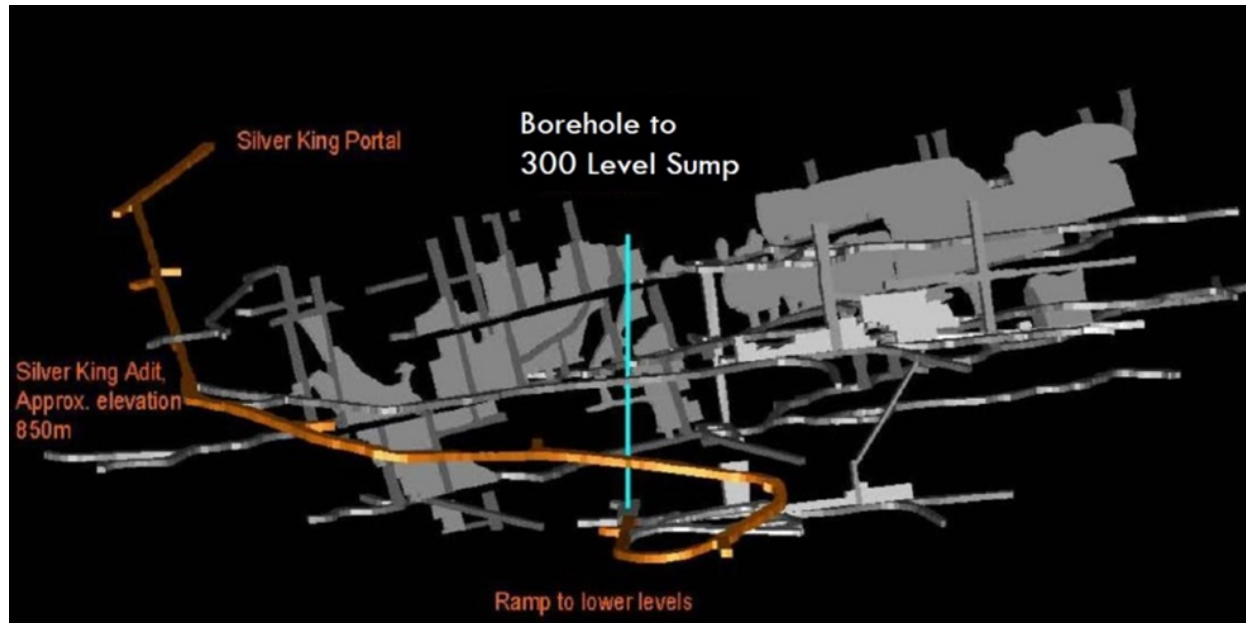 Silver King Portal
Borehole to
300 Level Sump
Silver King Adit,
Approx. elevation
850m
Ramp to lower levels